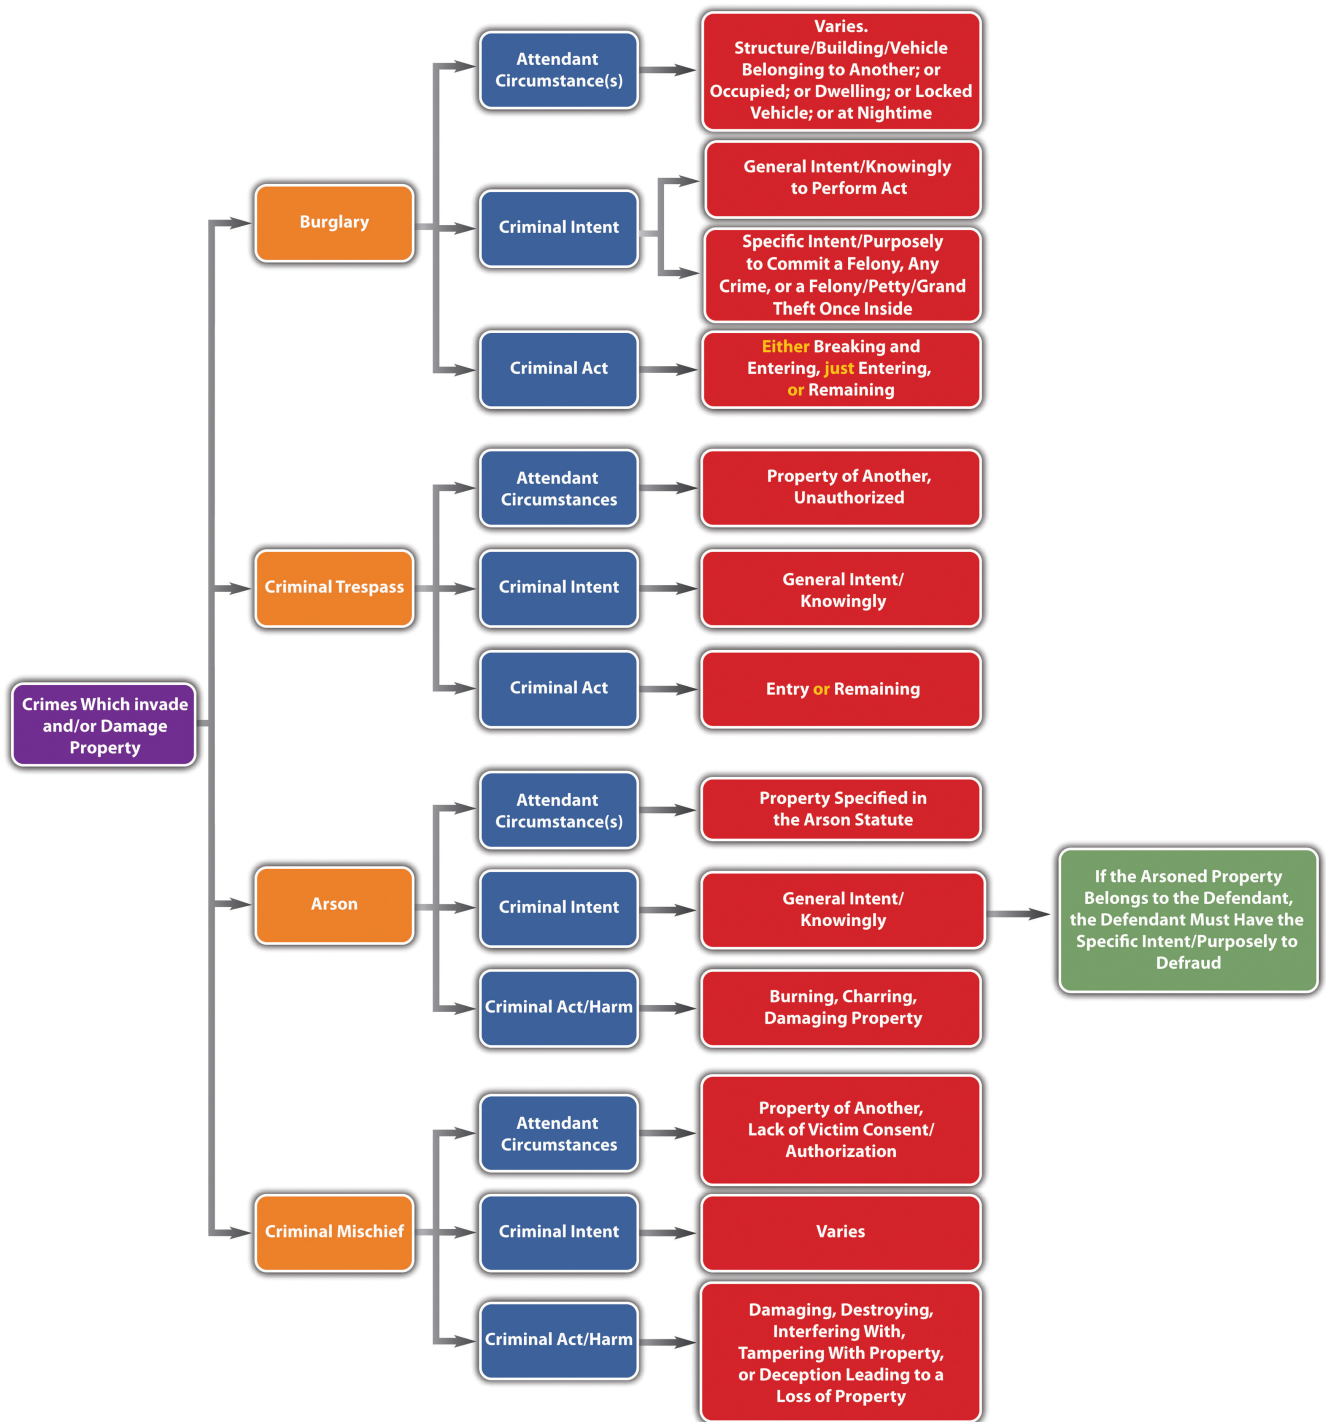 Crimes Which invade
and/or Damage
Property
Burglary
Attendant
Circumstance(s)
Varies.
Structure/Building/Vehicle
Belonging to Another; or
Occupied; or Dwelling; or Locked
Vehicle; or at Nightime
Criminal Intent
General Intent/Knowingly
to Perform Act
Specific Intent/Purposely
to Commit a Felony, Any
Crime, or a Felony/Petty/Grand
Theft Once Inside
Criminal Act
Either Breaking and
Entering, just Entering,
or Remaining
Criminal Trespass
Attendant
Circumstances
Property of Another,
Unauthorized
Criminal Intent
General Intent/
Knowingly
Criminal Act
Entry or Remaining
Arson
Attendant
Circumstance(s)
Property Specified in
the Arson Statute
Criminal Intent
General Intent/
Knowingly
If the Arsoned Property
Belongs to the Defendant,
the Defendant Must Have the
Specific Intent/Purposely to
Defraud
Criminal Act/Harm
Burning, Charring,
Damaging Property
Criminal Mischief
Attendant
Circumstances
Property of Another,
Lack of Victim Consent/
Authorization
Criminal Intent
Varies
Criminal Act/Harm
Damaging, Destroying,
Interfering With,
Tampering With Property,
or Deception Leading to a
Loss of Property